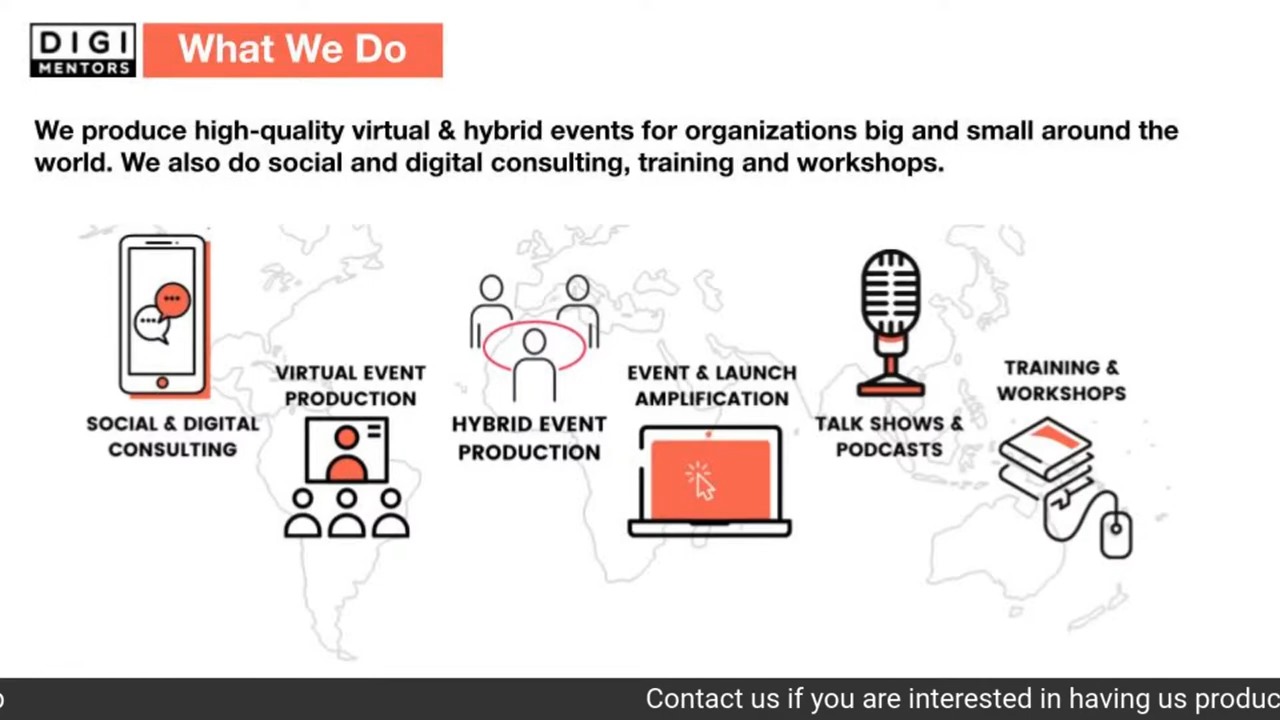 DIGI
MENTORS
What We Do
We produce high-quality virtual & hybrid events for organizations big and small around the
world. We also do social and digital consulting, training and workshops.
SOCIAL & DIGITAL
CONSULTING
VIRTUAL EVENT
PRODUCTION
HYBRID EVENT
PRODUCTION
EVENT & LAUNCH
AMPLIFICATION
TALK SHOWS &
PODCASTS
TRAINING &
WORKSHOPS
Contact us if you are interested in having us produc